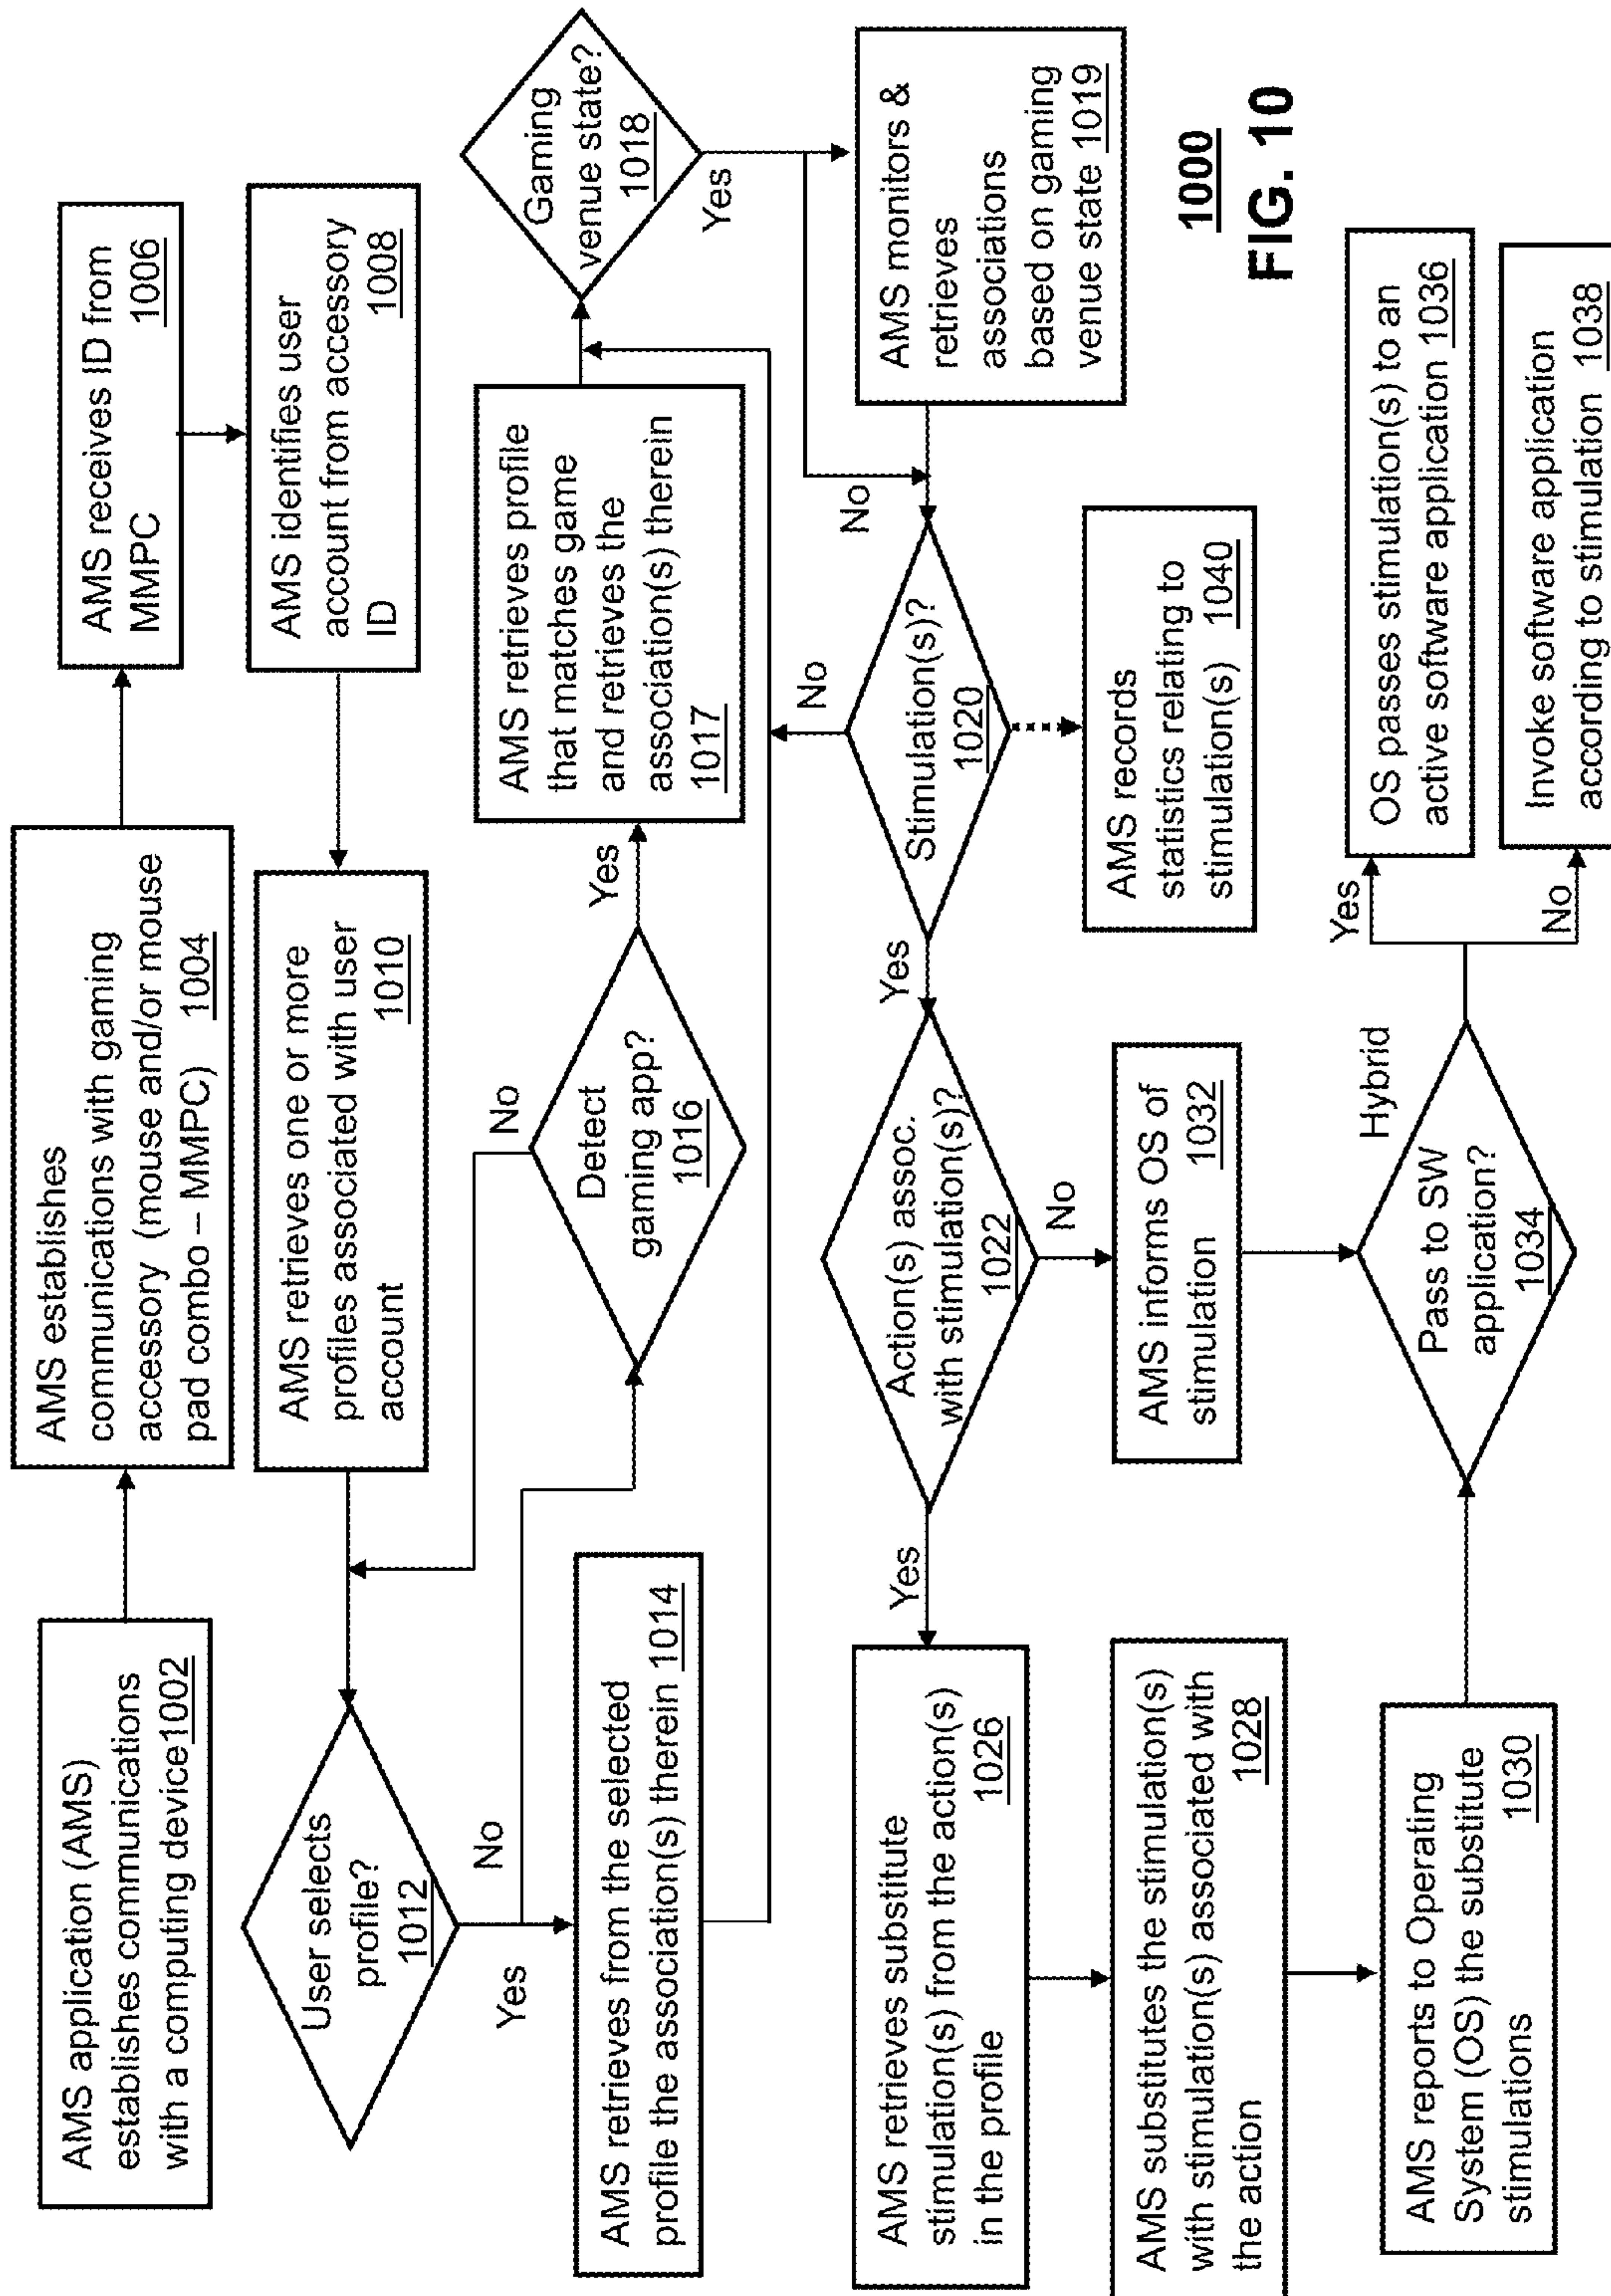 AMS application (AMS)
establishes communications
with a computing device1002
AMS establishes
communications with gaming
accessory (mouse and/or mouse
pad combo – MMPC) 1004
AMS receives ID from
MMPC 1006
AMS identifies user
account from accessory
ID 1008
AMS retrieves one or more
profiles associated with user
account 1010
User selects
profile?
1012
No
Yes
AMS retrieves from the selected
profile the association(s) therein 1014
Detect
gaming app?
1016
No
Yes
AMS retrieves profile
that matches game
and retrieves the
association(s) therein
1017
Gaming
venue state?
1018
Yes
No
AMS monitors &
retrieves
associations
based on gaming
venue state 1019
Stimulation(s)?
1020
No
Yes
AMS records
statistics relating to
stimulation(s) 1040
Action(s) assoc.
with stimulation(s)?
1022
Yes
No
AMS retrieves substitute
stimulation(s) from the action(s)
in the profile 1026
AMS substitutes the stimulation(s)
with stimulation(s) associated with
the action 1028
AMS reports to Operating
System (OS) the substitute
stimulations 1030
AMS informs OS of
stimulation 1032
Pass to SW
application?
1034
Hybrid
Yes
No
OS passes stimulation(s) to an
active software application 1036
Invoke software application
according to stimulation 1038
1000
FIG. 10